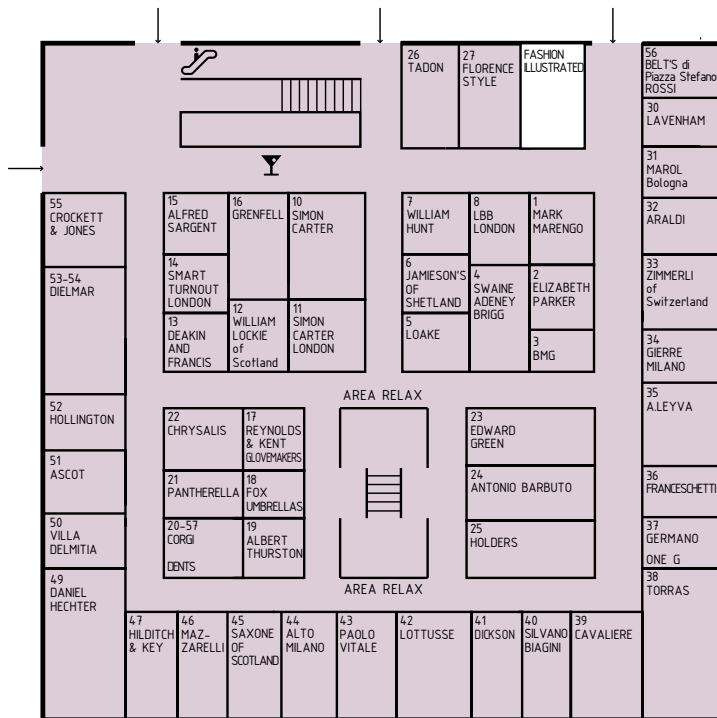 26
TADON
27
FLORENCE
STYLE
FASHION
ILLUSTRATED
56
BELT'S di
Piazza Stefano
ROSSI
30
LAVENHAM
31
MAROL
Bologna
32
ARALDI
33
ZIMMERLI
of
Switzerland
34
GIERRE
MILANO
35
A.LEYVA
36
FRANCESCHETTI
37
GERMANO
ONE G
38
TORRAS
55
CROCKETT
& JONES
53-54
DIELMAR
52
HOLLINGTON
51
ASCOT
50
VILLA
DELMITIA
49
DANIEL
HECHTER
15
ALFRED
SARGENT
16
GRENFELL
10
SIMON
CARTER
14
SMART
TURNOUT
LONDON
13
DEAKIN
AND
FRANCIS
12
WILLIAM
LOCKIE
of
Scotland
11
SIMON
CARTER
LONDON
7
WILLIAM
HUNT
8
LBB
LONDON
1
MARK
MARENGO
6
JAMIESON'S
OF
SHETLAND
4
SWAINE
ADENEY
BRIGG
2
ELIZABETH
PARKER
5
LOAKE
3
BMG
AREA RELAX
22
CHRYSALIS
17
REYNOLDS
& KENT
GLOVEMAKERS
21
PANTHERELLA
18
FOX
UMBRELLAS
20-57
CORGI
DENTS
19
ALBERT
THURSTON
23
EDWARD
GREEN
24
ANTONIO BARBUTO
25
HOLDERS
AREA RELAX
47
HILDITCH
& KEY
46
MAZ-
ZARELLI
45
SAXONE
OF
SCOTLAND
44
ALTO
MILANO
43
PAOLO
VITALE
42
LOTTUSSE
41
DICKSON
40
SILVANO
BIAGINI
39
CAVALIERE